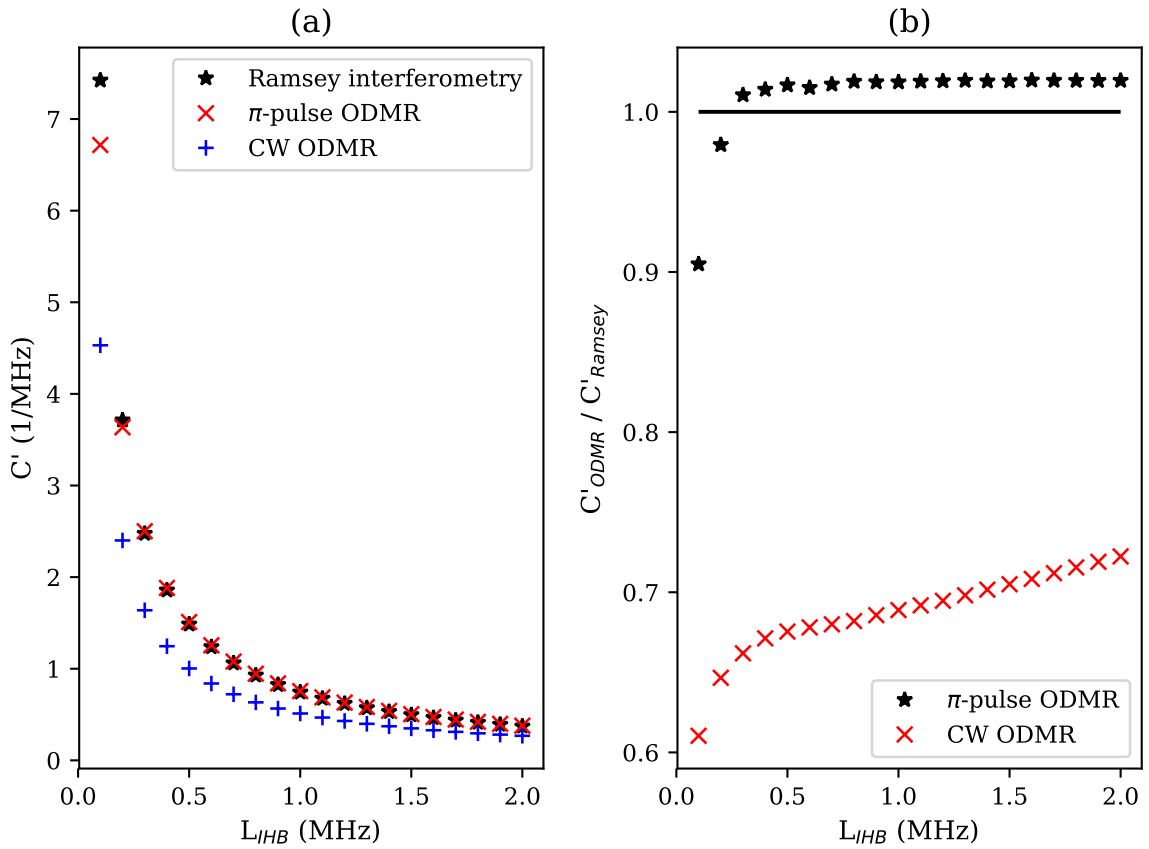 (a)
Ramsey interferometry
π-pulse ODMR
CW ODMR
7
6
5
4
3
2
1
0
C' (1/MHz)
0.0 0.5 1.0 1.5 2.0
L_IHB (MHz)
(b)
1.0
0.9
0.8
0.7
0.6
C'_ODMR / C'_Ramsey
π-pulse ODMR
CW ODMR
0.0 0.5 1.0 1.5 2.0
L_IHB (MHz)